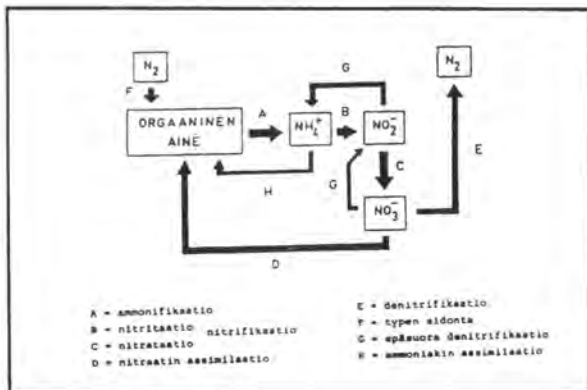 N₂
N₂
F
G
ORGAANINEN
AINE
A
NH₄⁺
B
NO₂⁻
E
H
G
C
NO₃⁻
D
A = ammonifikaatio
B = nitritaatio
nitrifikaatio
C = nitrataatio
D = nitraatin assimilaatio
E = denitrifikaatio
F = typen sidonta
G = epäsuora denitrifikaatio
H = ammoniakin assimilaatio